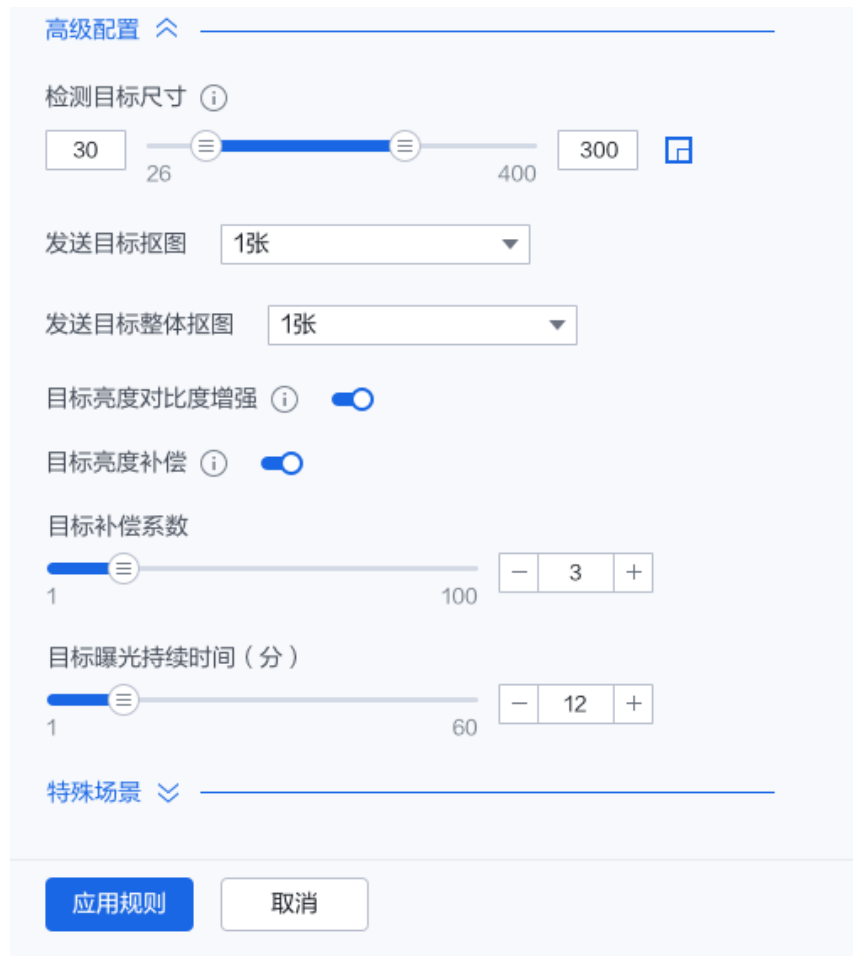 高级配置
检测目标尺寸
30
26
400
300
发送目标抠图 1张
发送目标整体抠图 1张
目标亮度对比度增强
目标亮度补偿
目标补偿系数
1
100
− 3 +
目标曝光持续时间（分）
1
60
− 12 +
特殊场景
应用规则 取消